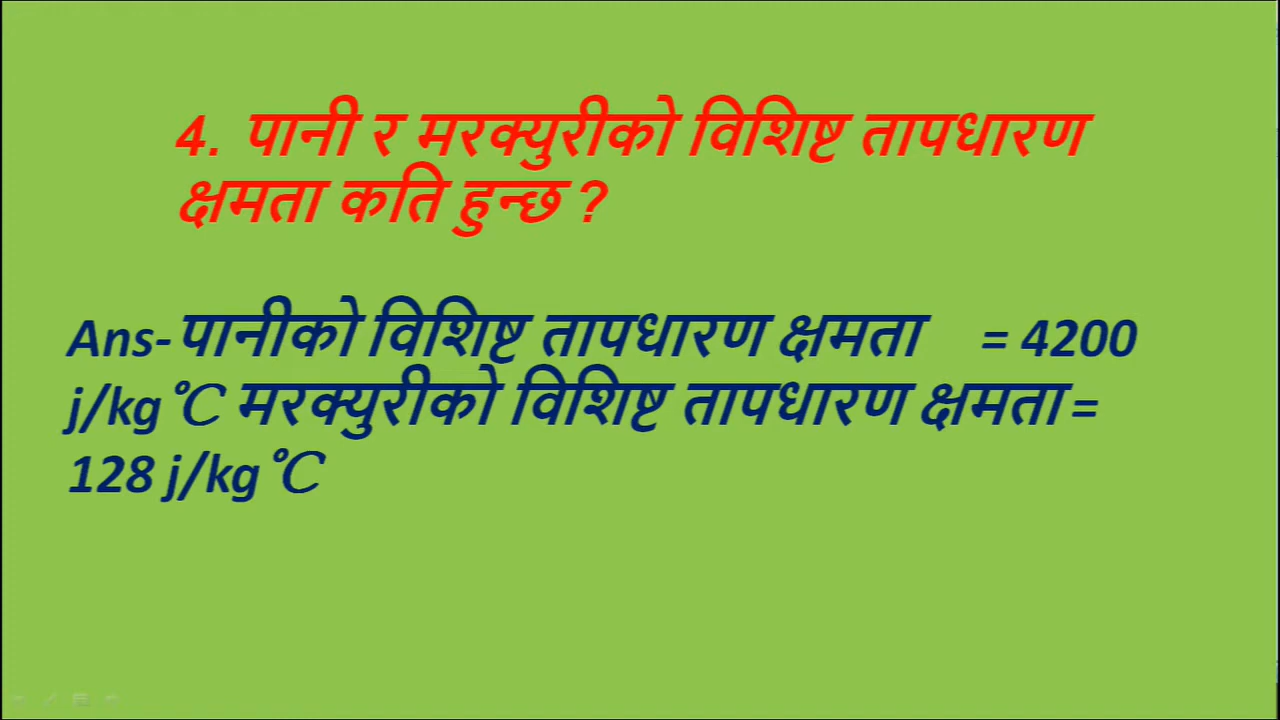 4. पानी र मरक्युरीको विशिष्ट तापधारण
क्षमता कति हुन्छ ?
Ans-पानीको विशिष्ट तापधारण क्षमता = 4200
j/kg℃ मरक्युरीको विशिष्ट तापधारण क्षमता=
128 j/kg℃